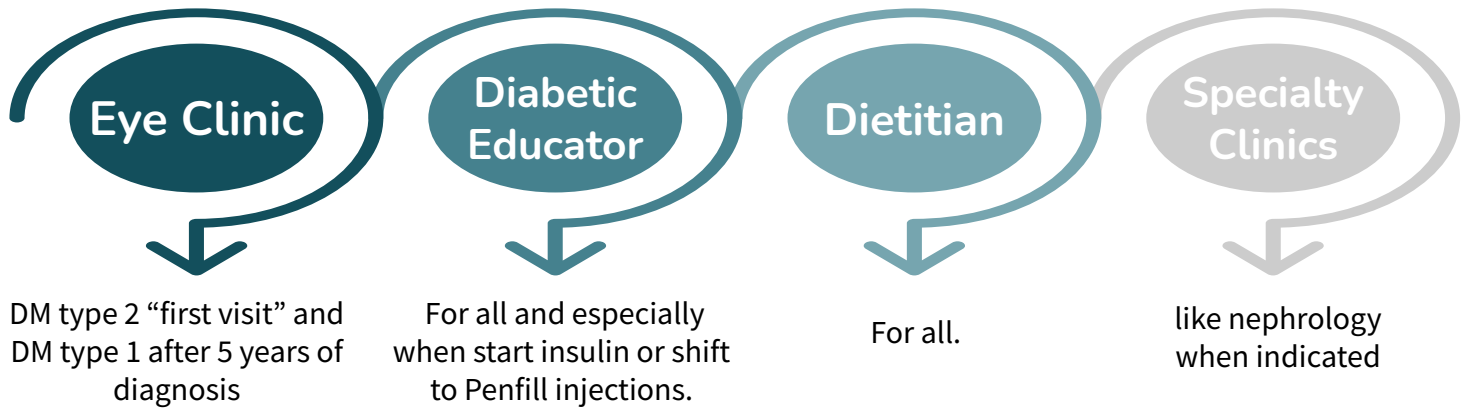 Eye Clinic
DM type 2 “first visit” and
DM type 1 after 5 years of
diagnosis
Diabetic
Educator
For all and especially
when start insulin or shift
to Penfill injections.
Dietitian
For all.
Specialty
Clinics
like nephrology
when indicated